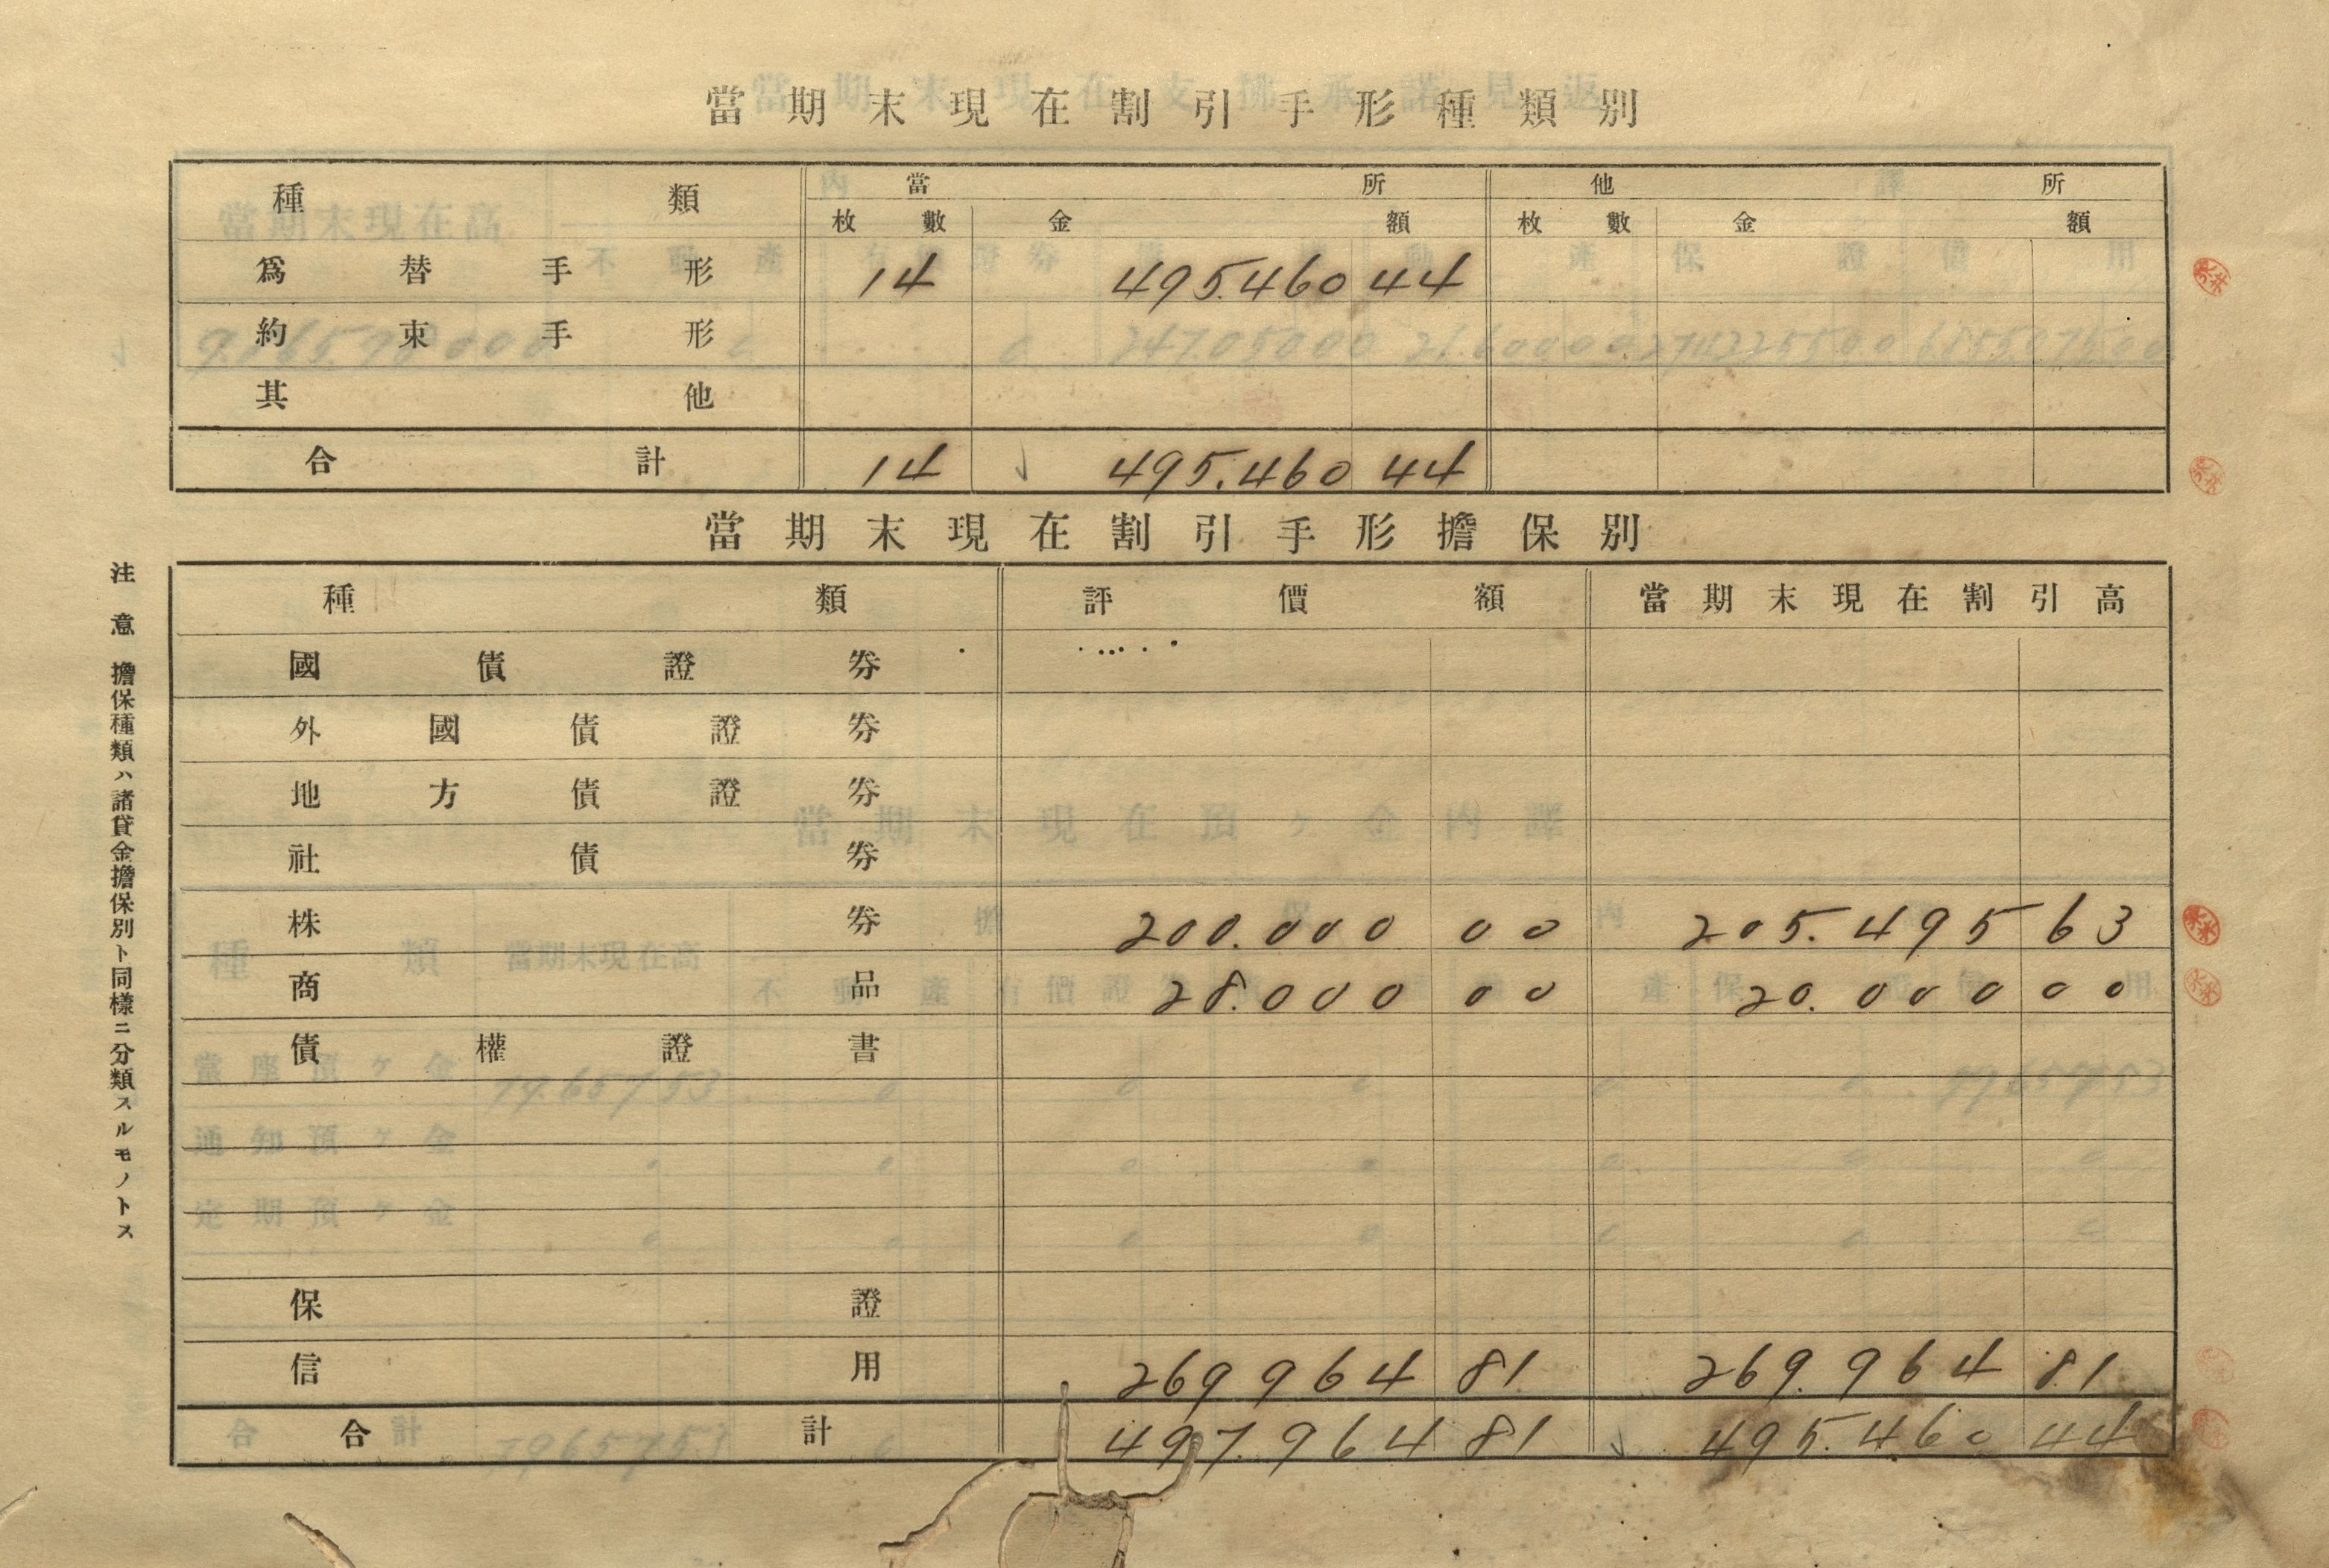 當期末現在割引手形種類別
種類 當所 他所
枚數 金額 枚數 金額
爲替手形 14 495.460 44
約束手形
其他
合計 14 495.460 44
當期末現在割引手形擔保別
種類 評價額 當期末現在割引高
國債證券
外國債證券
地方債證券
社債券
株券 200.000 00 205.495 63
商品 28.000 00 20.000 00
債權證書
保證
信用 269964 81 269.964 81
合計 497.964 81 495.460 44
注意 擔保種類ハ諸貸金擔保別ト同樣ニ分類スルモノトス